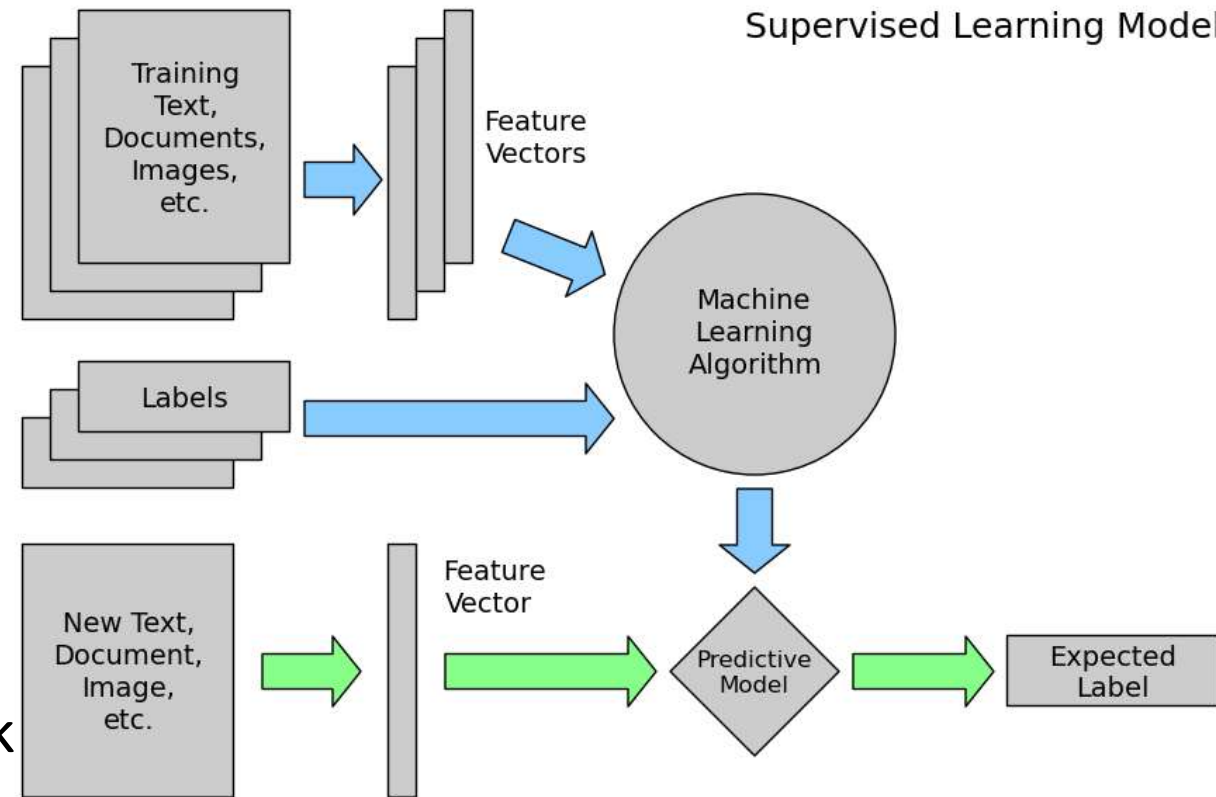 Supervised Learning Model
Training
Text,
Documents,
Images,
etc.
Feature
Vectors
Machine
Learning
Algorithm
Labels
New Text,
Document,
Image,
etc.
Feature
Vector
Predictive
Model
Expected
Label
k